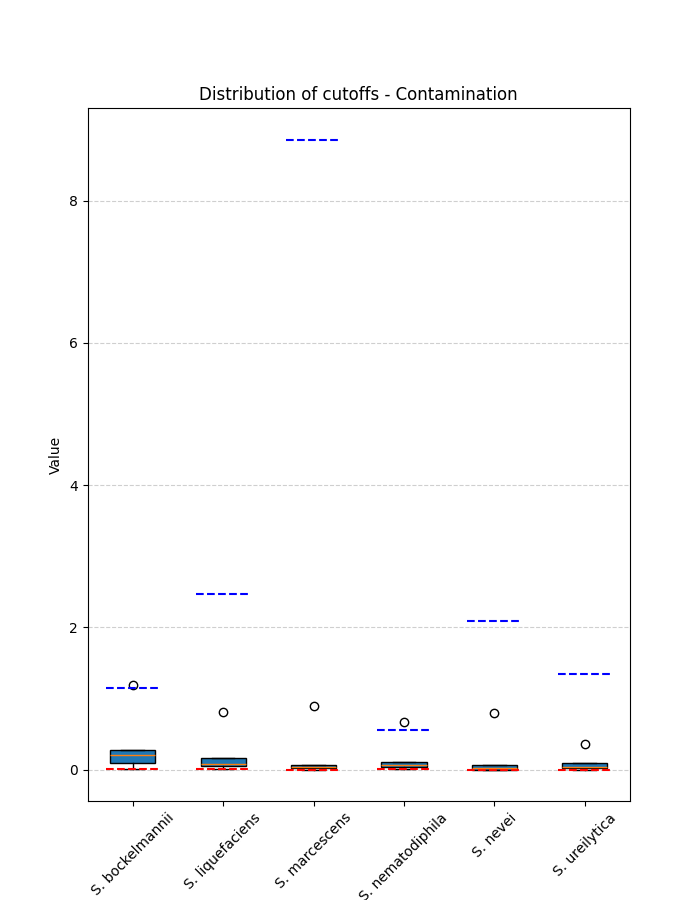 Distribution of cutoffs - Contamination
Value
8
6
4
2
0
S. bockelmannii
S. liquefaciens
S. marcescens
S. nematodiphila
S. nevei
S. ureilytica